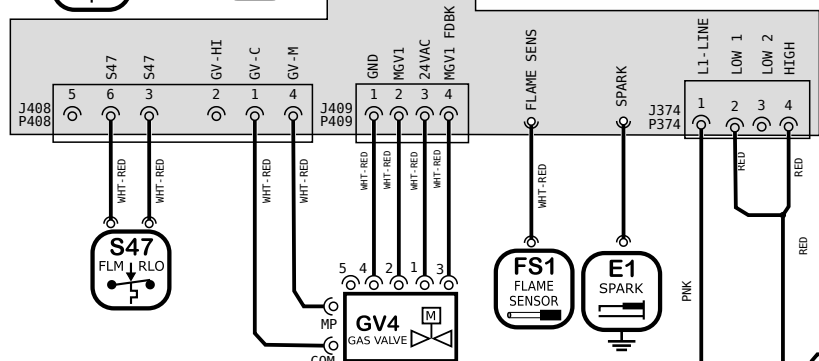 S47
S47
GV-HI
GV-C
GV-M
GND
MGV1
24VAC
MGV1 FDBK
FLAME SENS
SPARK
L1-LINE
LOW 1
LOW 2
HIGH
5 6 3 2 1 4
1 2 3 4
1 2 3 4
J408
P408
J409
P409
J374
P374
WHT-RED
WHT-RED
WHT-RED
WHT-RED
WHT-RED
WHT-RED
WHT-RED
WHT-RED
WHT-RED
RED
RED
RED
PNK
S47
FLM RLO
5 4 2 1 3
MP
COM
GV4
GAS VALVE
M
FS1
FLAME
SENSOR
E1
SPARK